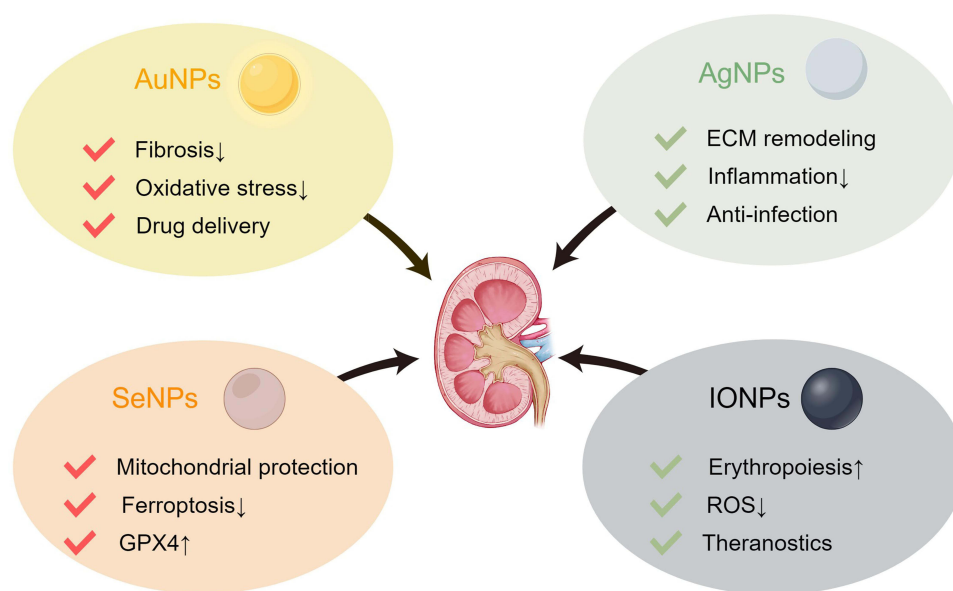 AuNPs
Fibrosis↓
Oxidative stress↓
Drug delivery
AgNPs
ECM remodeling
Inflammation↓
Anti-infection
SeNPs
Mitochondrial protection
Ferroptosis↓
GPX4↑
IONPs
Erythropoiesis↑
ROS↓
Theranostics